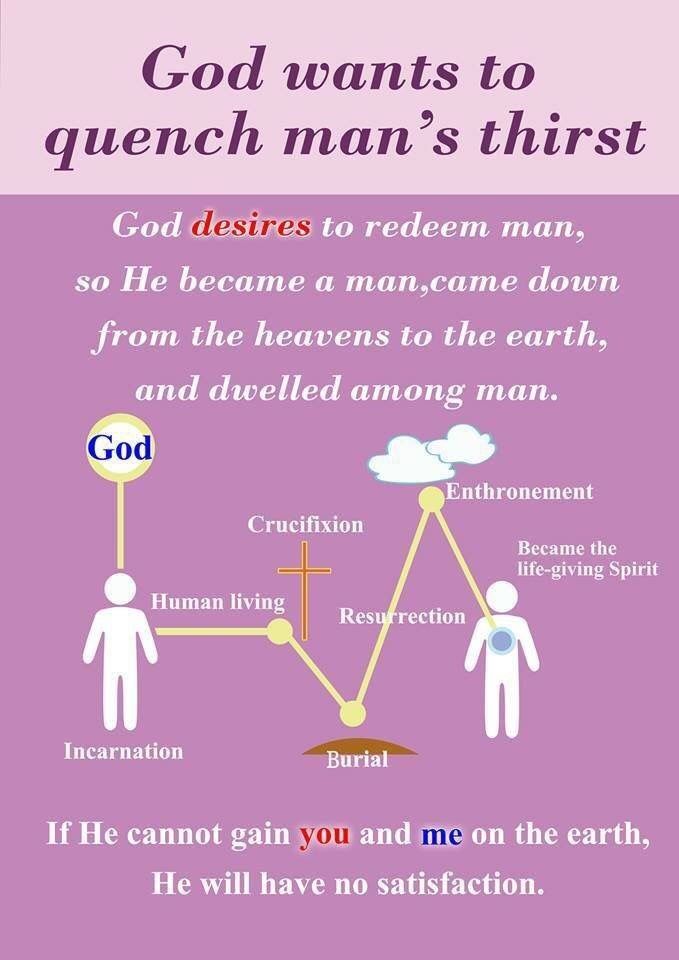 God wants to
quench man's thirst
God desires to redeem man,
so He became a man,came down
from the heavens to the earth,
and dwelled among man.
God
Enthronement
Crucifixion
Became the
life-giving Spirit
Human living
Resurrection
Incarnation
Burial
If He cannot gain you and me on the earth,
He will have no satisfaction.